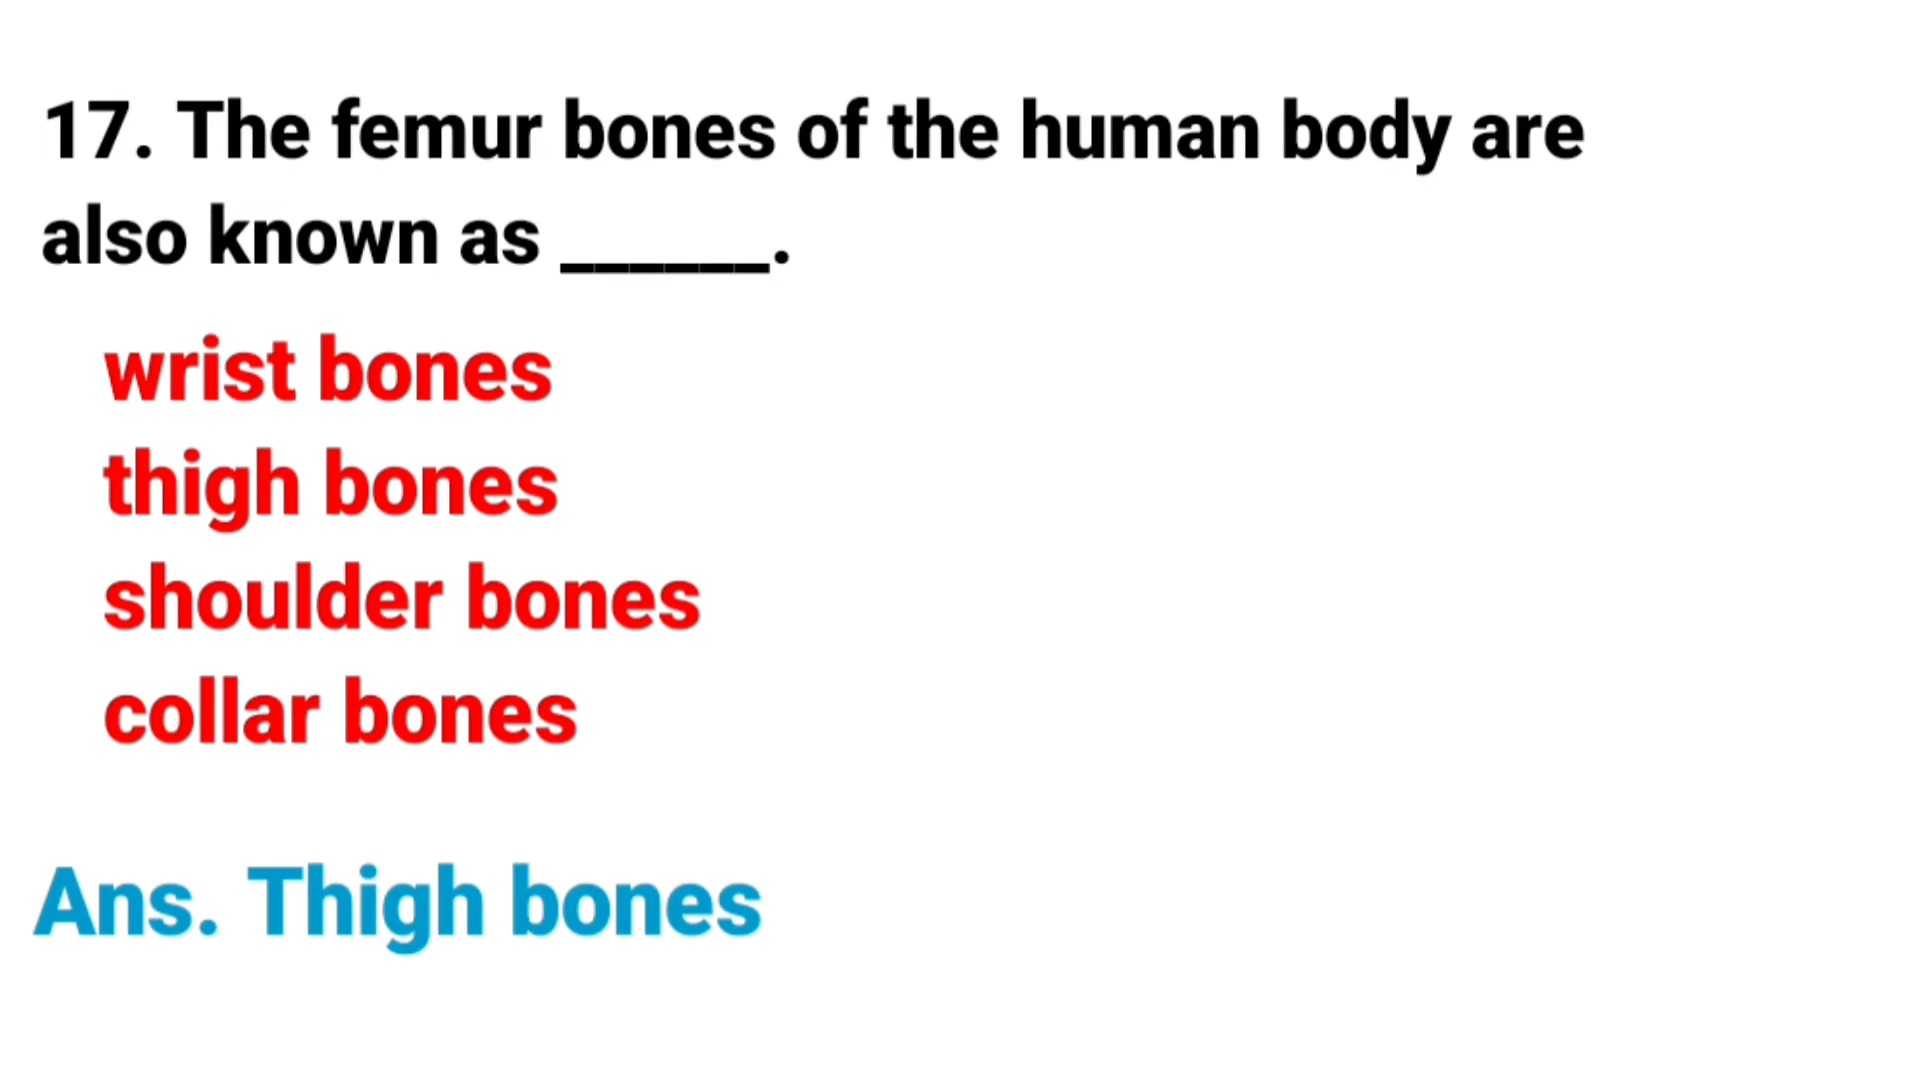 17. The femur bones of the human body are
also known as ______.
wrist bones
thigh bones
shoulder bones
collar bones
Ans. Thigh bones